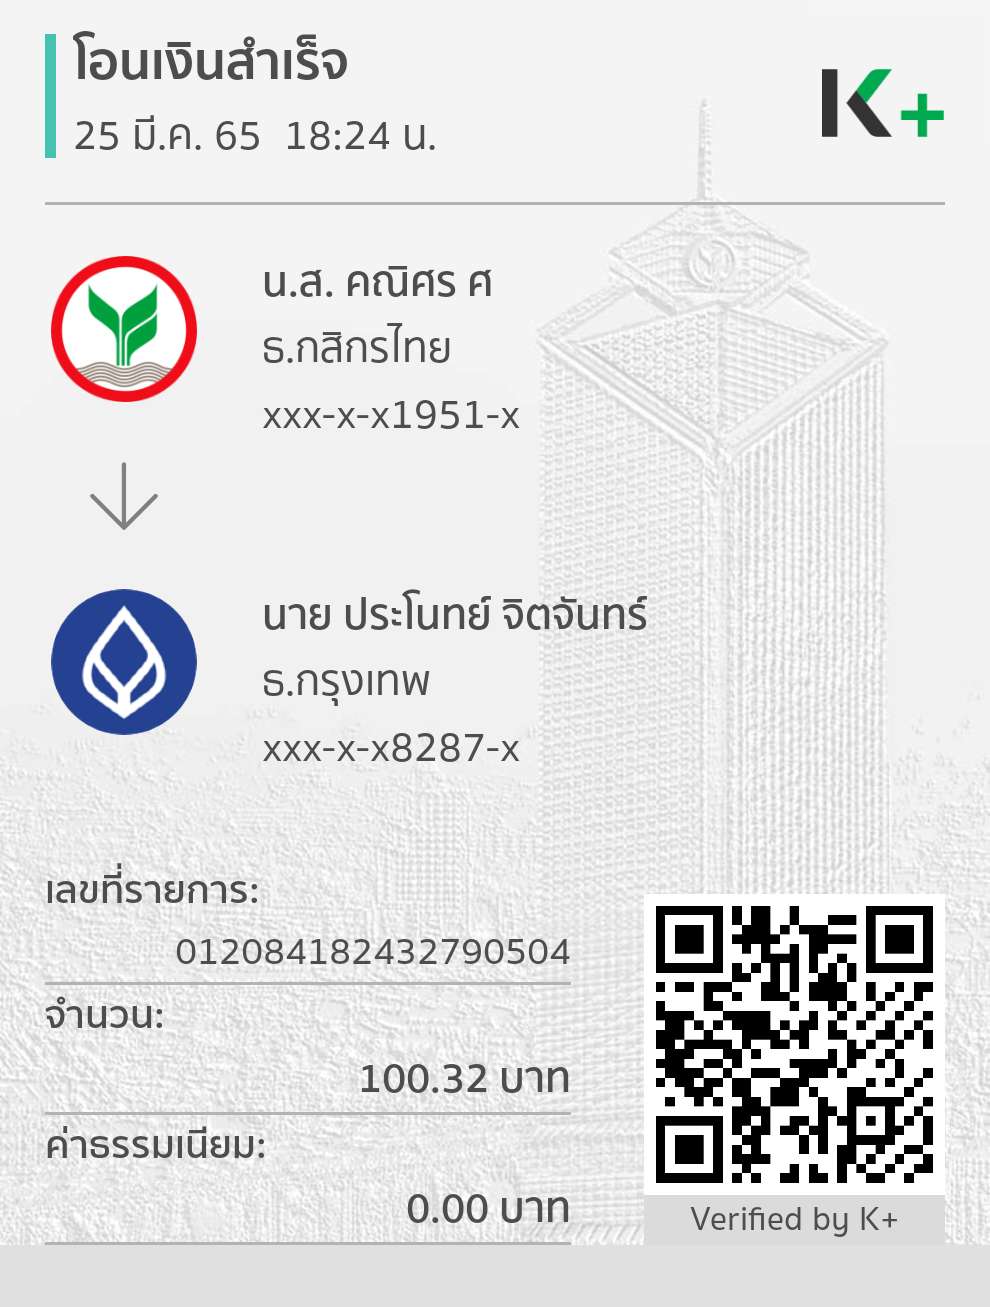 โอนเงินสำเร็จ
25 มี.ค. 65 18:24 น.
K+
น.ส. คณิศร ศ
ธ.กสิกรไทย
xxx-x-x1951-x
นาย ประโนทย์ จิตจันทร์
ธ.กรุงเทพ
xxx-x-x8287-x
เลขที่รายการ:
012084182432790504
จำนวน:
100.32 บาท
ค่าธรรมเนียม:
0.00 บาท
Verified by K+